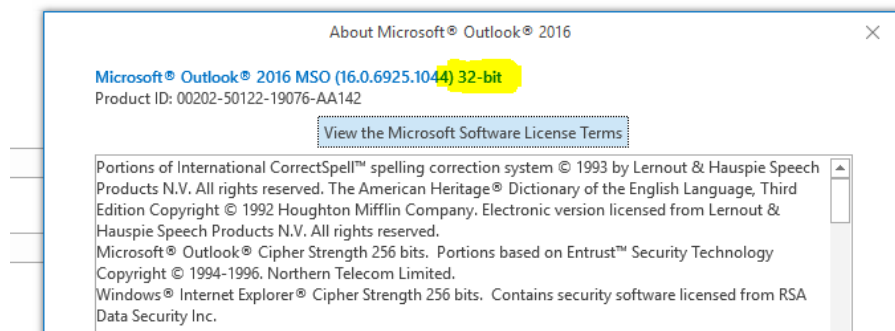 About Microsoft® Outlook® 2016
Microsoft® Outlook® 2016 MSO (16.0.6925.1044) 32-bit
Product ID: 00202-50122-19076-AA142
View the Microsoft Software License Terms
Portions of International CorrectSpell™ spelling correction system © 1993 by Lernout & Hauspie Speech
Products N.V. All rights reserved. The American Heritage® Dictionary of the English Language, Third
Edition Copyright © 1992 Houghton Mifflin Company. Electronic version licensed from Lernout &
Hauspie Speech Products N.V. All rights reserved.
Microsoft® Outlook® Cipher Strength 256 bits.  Portions based on Entrust™ Security Technology
Copyright © 1994-1996. Northern Telecom Limited.
Windows® Internet Explorer® Cipher Strength 256 bits.  Contains security software licensed from RSA
Data Security Inc.